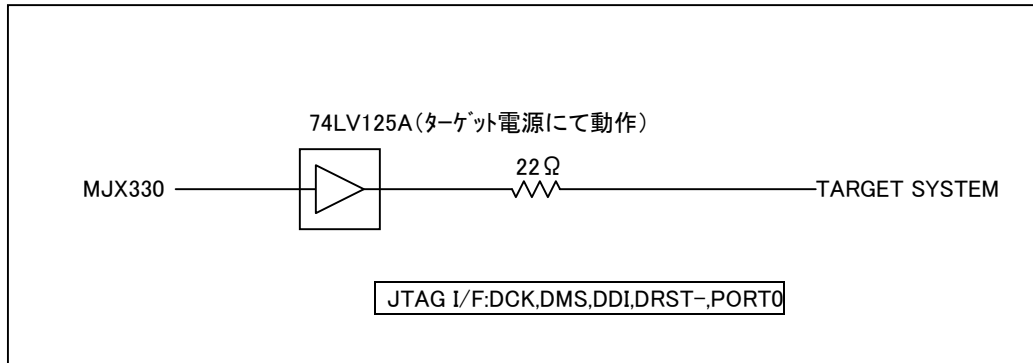 74LV125A(ﾀｰｹﾞｯﾄ電源にて動作)
22Ω
MJX330
TARGET SYSTEM
JTAG I/F:DCK,DMS,DDI,DRST-,PORT0